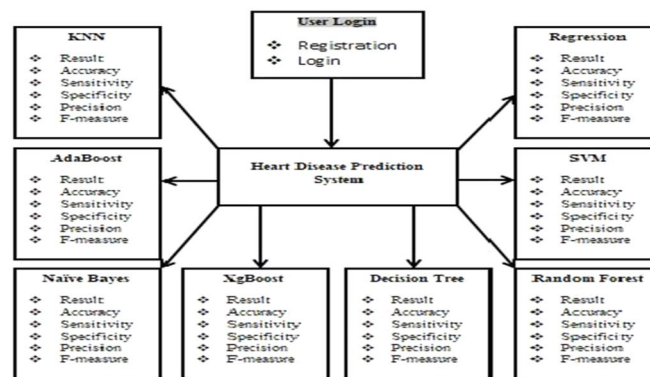 User Login
❖ Registration
❖ Login
KNN
❖ Result
❖ Accuracy
❖ Sensitivity
❖ Specificity
❖ Precision
❖ F-measure
Regression
❖ Result
❖ Accuracy
❖ Sensitivity
❖ Specificity
❖ Precision
❖ F-measure
Heart Disease Prediction
System
AdaBoost
❖ Result
❖ Accuracy
❖ Sensitivity
❖ Specificity
❖ Precision
❖ F-measure
SVM
❖ Result
❖ Accuracy
❖ Sensitivity
❖ Specificity
❖ Precision
❖ F-measure
Naïve Bayes
❖ Result
❖ Accuracy
❖ Sensitivity
❖ Specificity
❖ Precision
❖ F-measure
XgBoost
❖ Result
❖ Accuracy
❖ Sensitivity
❖ Specificity
❖ Precision
❖ F-measure
Decision Tree
❖ Result
❖ Accuracy
❖ Sensitivity
❖ Specificity
❖ Precision
❖ F-measure
Random Forest
❖ Result
❖ Accuracy
❖ Sensitivity
❖ Specificity
❖ Precision
❖ F-measure